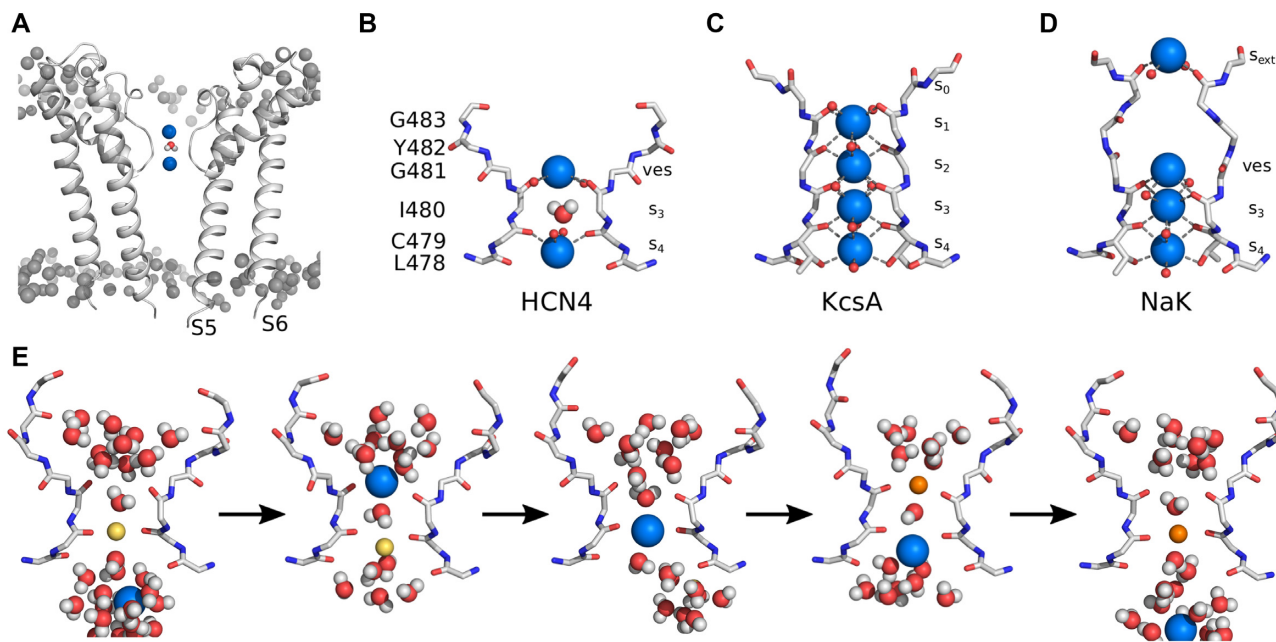 A
S5 S6
B
G483
Y482
G481
I480
C479
L478
ves
s3
s4
HCN4
C
s0
s1
s2
s3
s4
KcsA
D
sext
ves
s3
s4
NaK
E